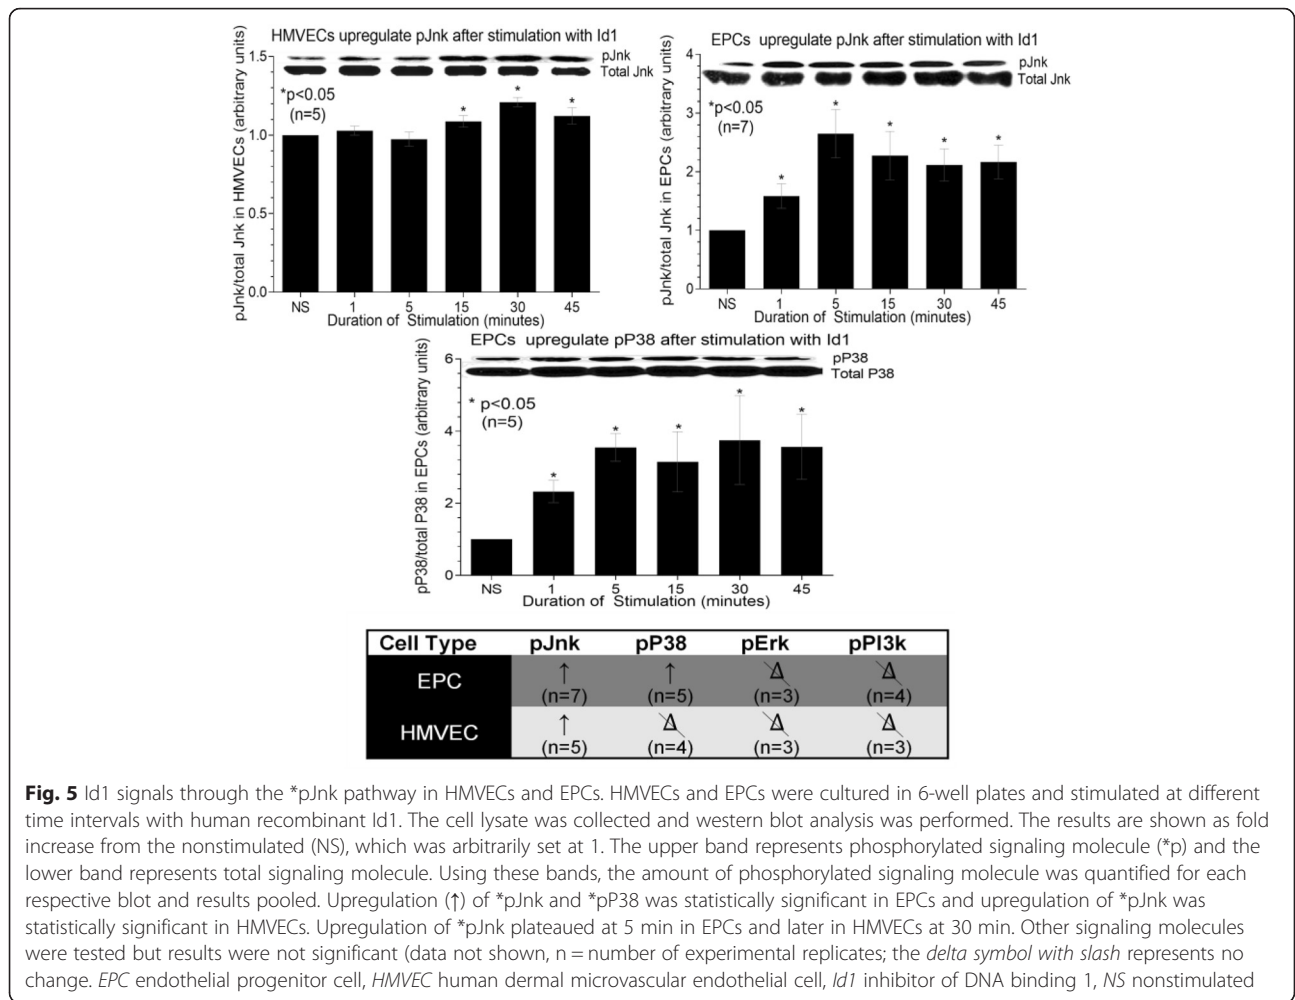 HMVECs upregulate pJnk after stimulation with Id1
pJnk
Total Jnk
*p<0.05
(n=5)
pJnk/total Jnk in HMVECs (arbitrary units)
1.5
1.0
0.5
0.0
* * *
NS 1 5 15 30 45
Duration of Stimulation (minutes)
EPCs upregulate pJnk after stimulation with Id1
pJnk
Total Jnk
*p<0.05
(n=7)
pJnk/total Jnk in EPCs (arbitrary units)
4
3
2
1
0
* * * * *
NS 1 5 15 30 45
Duration of Stimulation (minutes)
EPCs upregulate pP38 after stimulation with Id1
pP38
Total P38
* p<0.05
(n=5)
pP38/total P38 in EPCs (arbitrary units)
6
4
2
0
* * * * *
NS 1 5 15 30 45
Duration of Stimulation (minutes)
Cell Type pJnk pP38 pErk pPI3k
EPC ↑ ↑ Δ Δ
(n=7) (n=5) (n=3) (n=4)
HMVEC ↑ Δ Δ Δ
(n=5) (n=4) (n=3) (n=3)
Fig. 5 Id1 signals through the *pJnk pathway in HMVECs and EPCs. HMVECs and EPCs were cultured in 6-well plates and stimulated at different
time intervals with human recombinant Id1. The cell lysate was collected and western blot analysis was performed. The results are shown as fold
increase from the nonstimulated (NS), which was arbitrarily set at 1. The upper band represents phosphorylated signaling molecule (*p) and the
lower band represents total signaling molecule. Using these bands, the amount of phosphorylated signaling molecule was quantified for each
respective blot and results pooled. Upregulation (↑) of *pJnk and *pP38 was statistically significant in EPCs and upregulation of *pJnk was
statistically significant in HMVECs. Upregulation of *pJnk plateaued at 5 min in EPCs and later in HMVECs at 30 min. Other signaling molecules
were tested but results were not significant (data not shown, n = number of experimental replicates; the delta symbol with slash represents no
change. EPC endothelial progenitor cell, HMVEC human dermal microvascular endothelial cell, Id1 inhibitor of DNA binding 1, NS nonstimulated